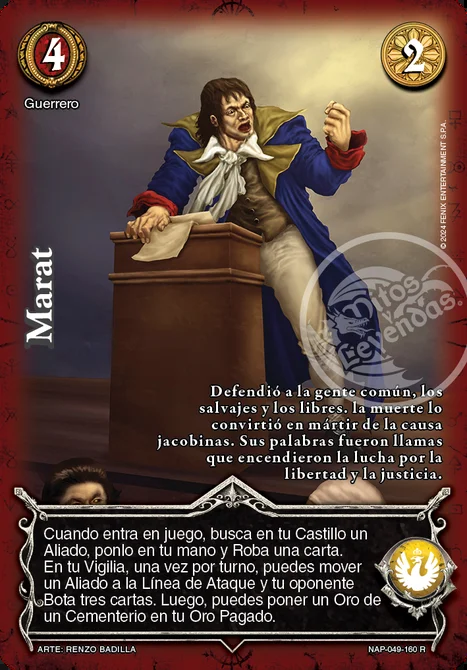 4
2
Guerrero
© 2024 FENIX ENTERTAINMENT S.P.A.
Marat
Mitos y
Leyendas
Defendió a la gente común, los
salvajes y los libres. la muerte lo
convirtió en mártir de la causa
jacobinas. Sus palabras fueron llamas
que encendieron la lucha por la
libertad y la justicia.
Cuando entra en juego, busca en tu Castillo un
Aliado, ponlo en tu mano y Roba una carta.
En tu Vigilia, una vez por turno, puedes mover
un Aliado a la Línea de Ataque y tu oponente
Bota tres cartas. Luego, puedes poner un Oro de
un Cementerio en tu Oro Pagado.
ARTE: RENZO BADILLA
NAP-049-160 R